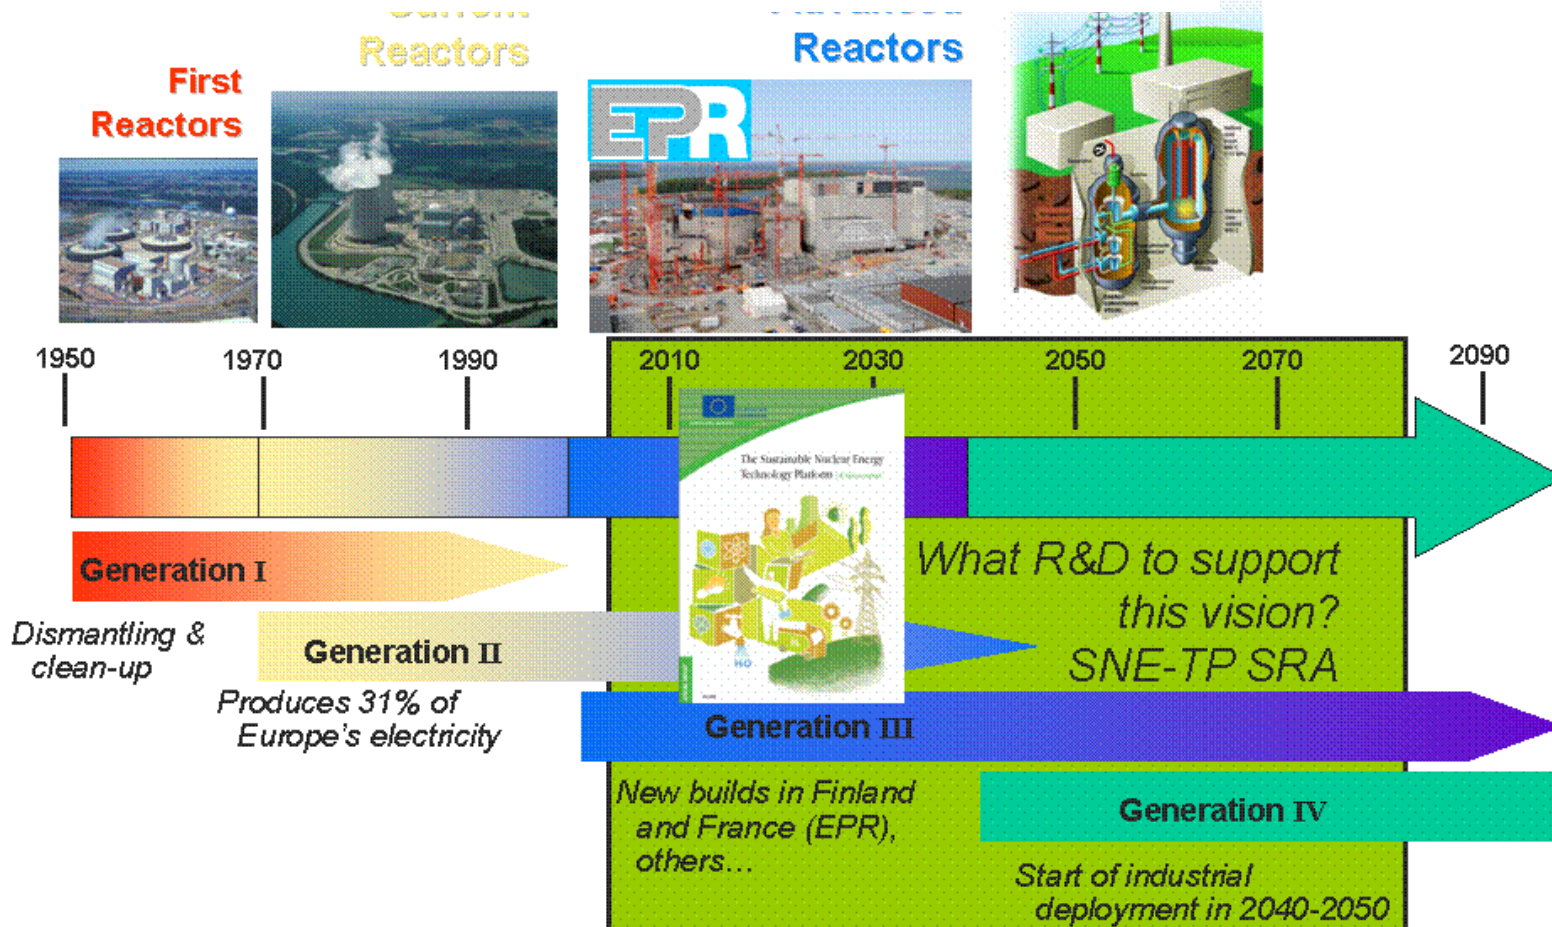 Current
Reactors
Advanced
Reactors
First
Reactors
EPR
1950
1970
1990
2010
2030
2050
2070
2090
The Sustainable Nuclear Energy
Technology Platform
H2O
Generation I
Dismantling &
clean-up
Generation II
Produces 31% of
Europe's electricity
What R&D to support
this vision?
SNE-TP SRA
Generation III
New builds in Finland
and France (EPR),
others...
Generation IV
Start of industrial
deployment in 2040-2050